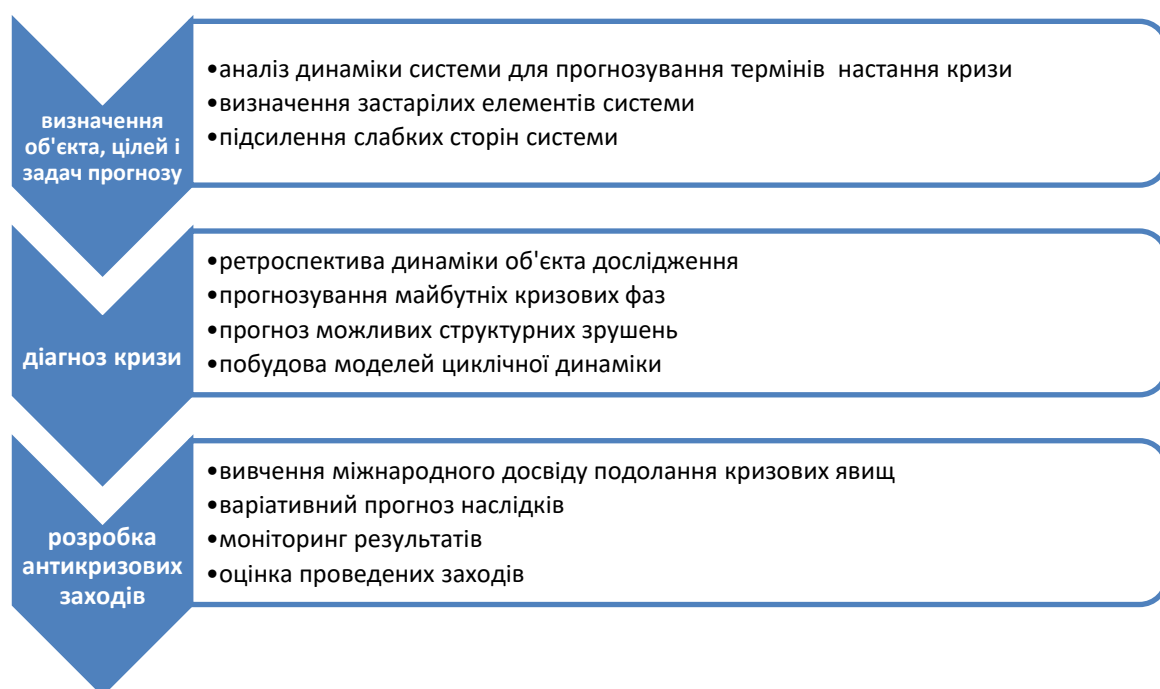 визначення
об'єкта, цілей і
задач прогнозу
•аналіз динаміки системи для прогнозування термінів настання кризи
•визначення застарілих елементів системи
•підсилення слабких сторін системи
діагноз кризи
•ретроспектива динаміки об'єкта дослідження
•прогнозування майбутніх кризових фаз
•прогноз можливих структурних зрушень
•побудова моделей циклічної динаміки
розробка
антикризових
заходів
•вивчення міжнародного досвіду подолання кризових явищ
•варіативний прогноз наслідків
•моніторинг результатів
•оцінка проведених заходів